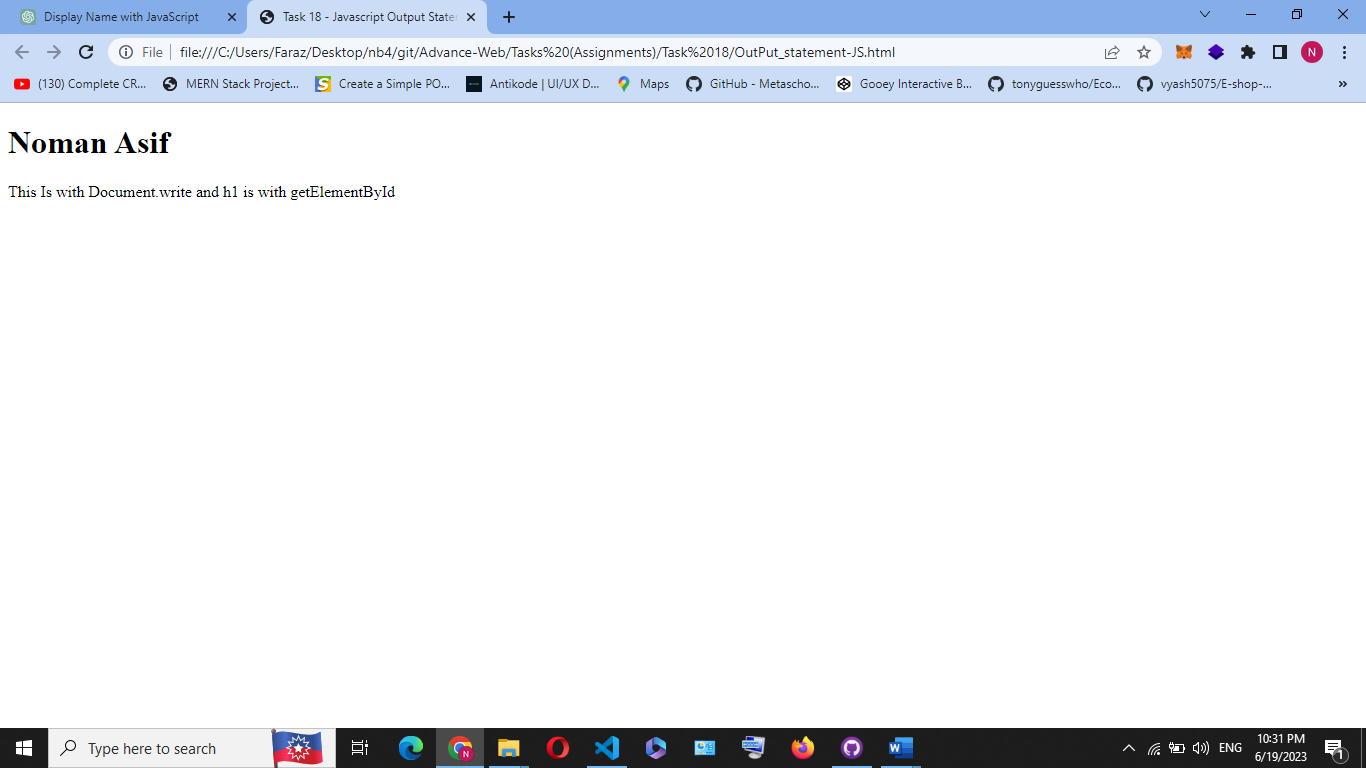 Display Name with JavaScript
Task 18 - Javascript Output State
File
file:///C:/Users/Faraz/Desktop/nb4/git/Advance-Web/Tasks%20(Assignments)/Task%2018/OutPut_statement-JS.html
N
(130) Complete CR...
MERN Stack Project...
Create a Simple PO...
Antikode | UI/UX D...
Maps
GitHub - Metascho...
Gooey Interactive B...
tonyguesswho/Eco...
vyash5075/E-shop-...
»
Noman Asif
This Is with Document.write and h1 is with getElementById
Type here to search
N
W
ENG
10:31 PM
6/19/2023
1